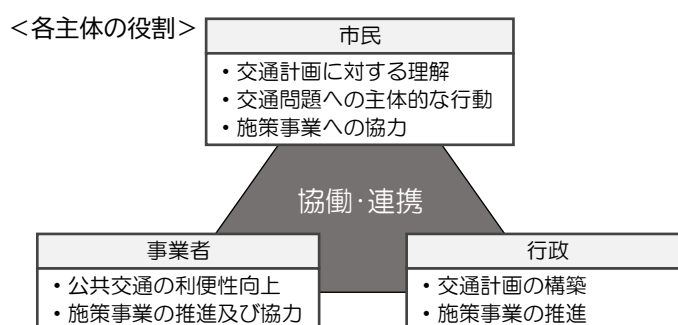 ＜各主体の役割＞
市民
・交通計画に対する理解
・交通問題への主体的な行動
・施策事業への協力
協働・連携
事業者
・公共交通の利便性向上
・施策事業の推進及び協力
行政
・交通計画の構築
・施策事業の推進